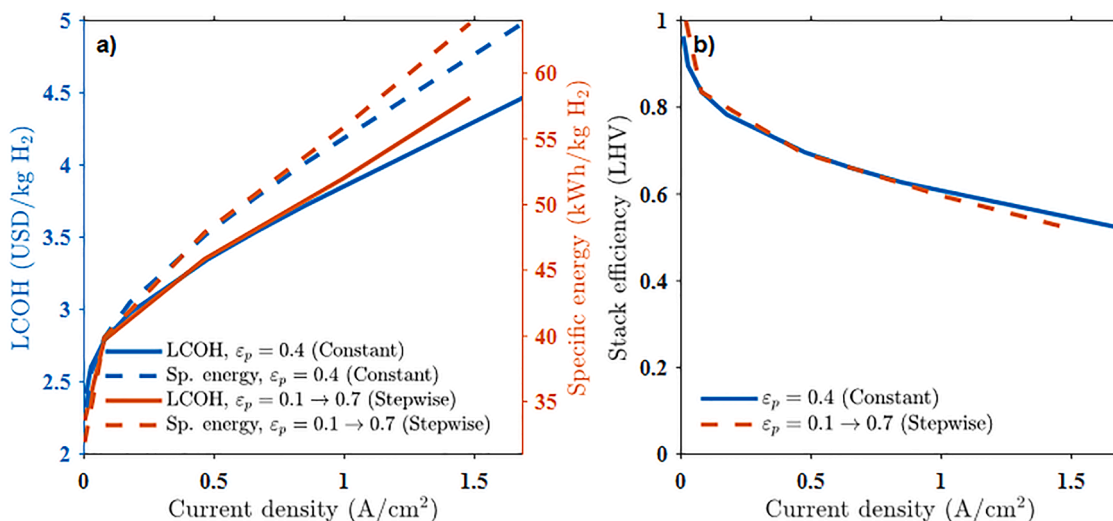 a)
5
4.5
4
3.5
3
2.5
2
LCOH (USD/kg H₂)
60
55
50
45
40
35
Specific energy (kWh/kg H₂)
LCOH, εₚ = 0.4 (Constant)
Sp. energy, εₚ = 0.4 (Constant)
LCOH, εₚ = 0.1 → 0.7 (Stepwise)
Sp. energy, εₚ = 0.1 → 0.7 (Stepwise)
0 0.5 1 1.5
Current density (A/cm²)
b)
1
0.8
0.6
0.4
0.2
0
Stack efficiency (LHV)
εₚ = 0.4 (Constant)
εₚ = 0.1 → 0.7 (Stepwise)
0 0.5 1 1.5
Current density (A/cm²)